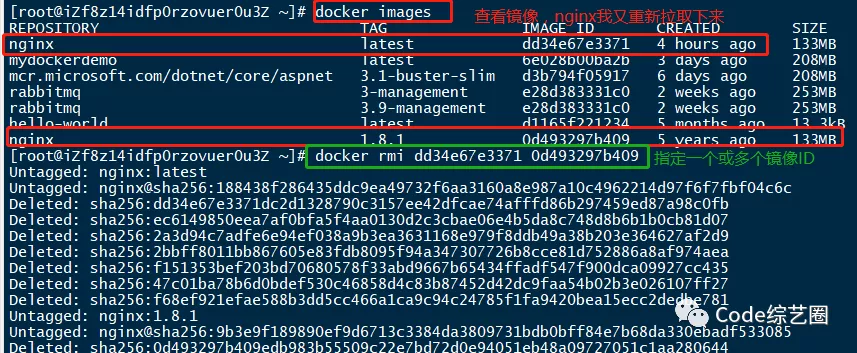 [root@iZf8z14idfp0rzovuer0u3Z ~]# docker images 查看镜像，nginx我又重新拉取下来
REPOSITORY TAG IMAGE ID CREATED SIZE
nginx latest dd34e67e3371 4 hours ago 133MB
mydockerdemo latest 6e028b00ba2b 3 days ago 208MB
mcr.microsoft.com/dotnet/core/aspnet 3.1-buster-slim d3b794f05917 6 days ago 208MB
rabbitmq 3-management e28d383331c0 2 weeks ago 253MB
rabbitmq 3.9-management e28d383331c0 2 weeks ago 253MB
hello-world latest d1165f221234 5 months ago 13.3kB
nginx 1.8.1 0d493297b409 5 years ago 133MB
[root@iZf8z14idfp0rzovuer0u3Z ~]# docker rmi dd34e67e3371 0d493297b409 指定一个或多个镜像ID
Untagged: nginx:latest
Untagged: nginx@sha256:188438f286435ddc9ea49732f6aa3160a8e987a10c4962214d97f6f7fbf04c6c
Deleted: sha256:dd34e67e3371dc2d1328790c3157ee42dfcae74afffd86b297459ed87a98c0fb
Deleted: sha256:ec6149850eea7af0bfa5f4aa0130d2c3cbae06e4b5da8c748d8b6b1b0cb81d07
Deleted: sha256:2a3d94c7adfe6e94ef038a9b3ea3631168e979f8ddb49a38b203e364627af2d9
Deleted: sha256:2bbff8011bb867605e83fdb8095f94a347307726b8cce81d752886a8af974aea
Deleted: sha256:f151353bef203bd70680578f33abd9667b65434ffadf547f900dca09927cc435
Deleted: sha256:47c01ba78b6d0bdef530c46858d4c83b87452d42dc9faa54b02b3e026107ff27
Deleted: sha256:f68ef921efae588b3dd5cc466a1ca9c94c24785f1fa9420bea15ecc2dedbe781
Untagged: nginx:1.8.1
Untagged: nginx@sha256:9b3e9f189890ef9d6713c3384da3809731bdb0bff84e7b68da330ebadf533085
Deleted: sha256:0d493297b409edb983b55509c22e7bd72d0e94051eb48a09727051c1aa280644
Code综艺圈